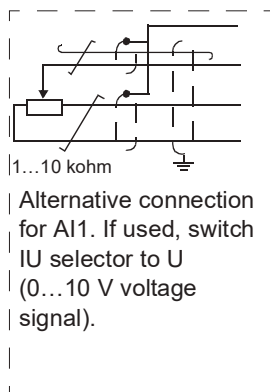 1…10 kohm
Alternative connection
for AI1. If used, switch
IU selector to U
(0…10 V voltage
signal).